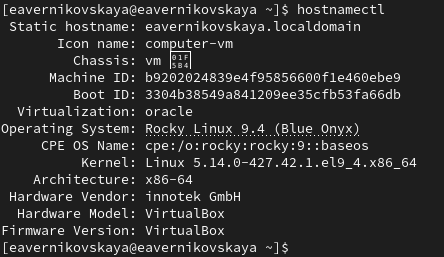 [eavernikovskaya@eavernikovskaya ~]$ hostnamectl
Static hostname: eavernikovskaya.localdomain
Icon name: computer-vm
Chassis: vm 🖴
Machine ID: b9202024839e4f95856600f1e460ebe9
Boot ID: 3304b38549a841209ee35cfb53fa66db
Virtualization: oracle
Operating System: Rocky Linux 9.4 (Blue Onyx)
CPE OS Name: cpe:/o:rocky:rocky:9::baseos
Kernel: Linux 5.14.0-427.42.1.el9_4.x86_64
Architecture: x86-64
Hardware Vendor: innotek GmbH
Hardware Model: VirtualBox
Firmware Version: VirtualBox
[eavernikovskaya@eavernikovskaya ~]$